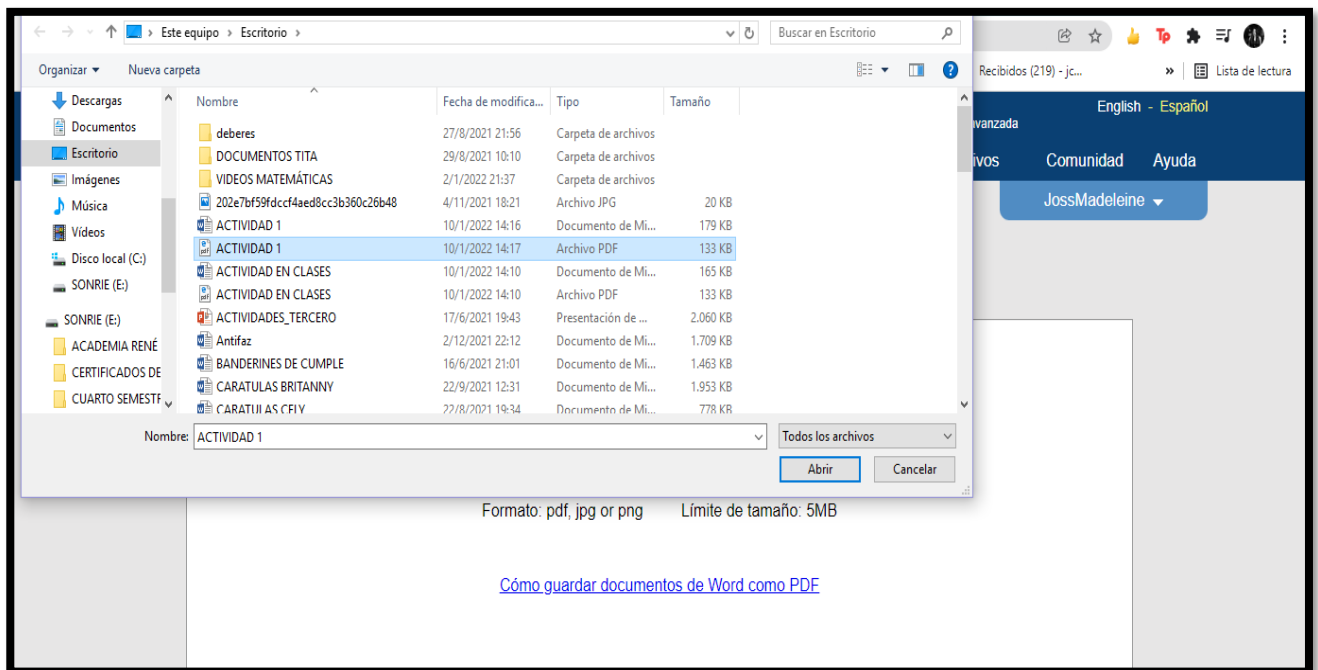 Este equipo > Escritorio >
Buscar en Escritorio
Organizar
Nueva carpeta
Descargas
Documentos
Escritorio
Imágenes
Música
Vídeos
Disco local (C:)
SONRIE (E:)
SONRIE (E:)
ACADEMIA RENÉ
CERTIFICADOS DE
CUARTO SEMESTF
Nombre Fecha de modifica... Tipo Tamaño
deberes 27/8/2021 21:56 Carpeta de archivos
DOCUMENTOS TITA 29/8/2021 10:10 Carpeta de archivos
VIDEOS MATEMÁTICAS 2/1/2022 21:37 Carpeta de archivos
202e7bf59fdccf4aed8cc3b360c26b48 4/11/2021 18:21 Archivo JPG 20 KB
ACTIVIDAD 1 10/1/2022 14:16 Documento de Mi... 179 KB
ACTIVIDAD 1 10/1/2022 14:17 Archivo PDF 133 KB
ACTIVIDAD EN CLASES 10/1/2022 14:10 Documento de Mi... 165 KB
ACTIVIDAD EN CLASES 10/1/2022 14:10 Archivo PDF 133 KB
ACTIVIDADES_TERCERO 17/6/2021 19:43 Presentación de ... 2.060 KB
Antifaz 2/12/2021 22:12 Documento de Mi... 1.709 KB
BANDERINES DE CUMPLE 16/6/2021 21:01 Documento de Mi... 1.463 KB
CARATULAS BRITANNY 22/9/2021 12:31 Documento de Mi... 1.953 KB
CARATULAS CELY 22/8/2021 19:34 Documento de Mi... 778 KB
Nombre: ACTIVIDAD 1
Todos los archivos
Abrir Cancelar
Tp
Recibidos (219) - jc... » Lista de lectura
English - Español
avanzada
ivos Comunidad Ayuda
JossMadeleine
Formato: pdf, jpg or png Límite de tamaño: 5MB
Cómo guardar documentos de Word como PDF